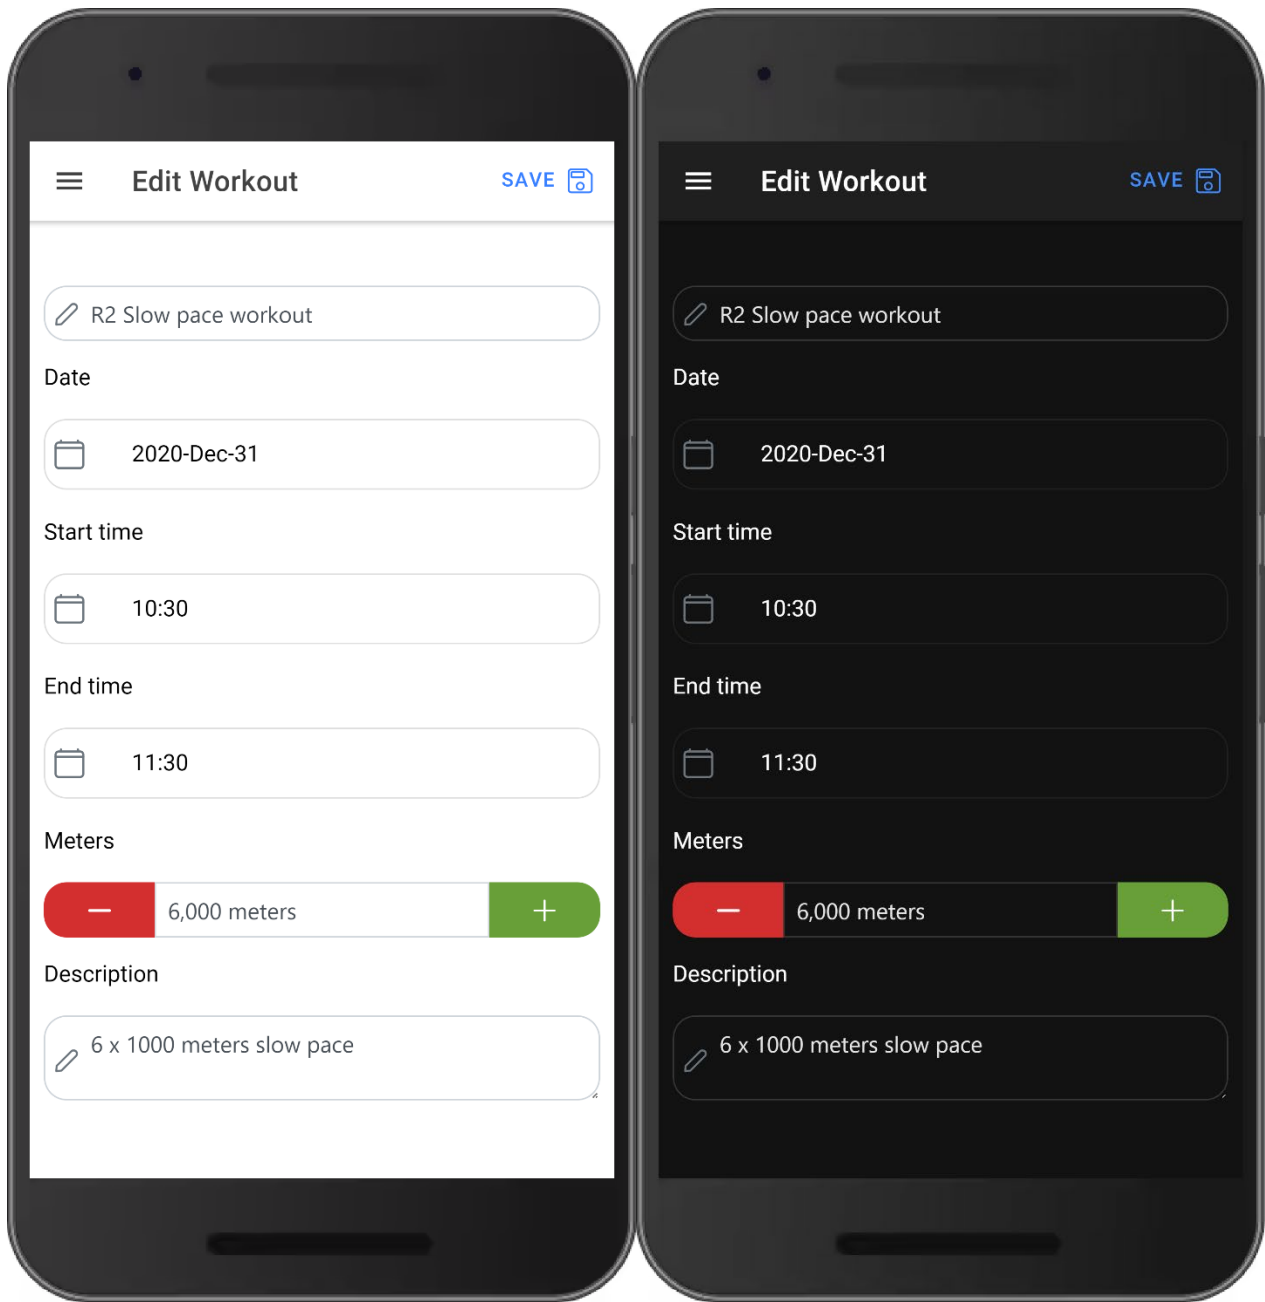 Edit Workout
SAVE
R2 Slow pace workout
Date
2020-Dec-31
Start time
10:30
End time
11:30
Meters
6,000 meters
Description
6 x 1000 meters slow pace
Edit Workout
SAVE
R2 Slow pace workout
Date
2020-Dec-31
Start time
10:30
End time
11:30
Meters
6,000 meters
Description
6 x 1000 meters slow pace